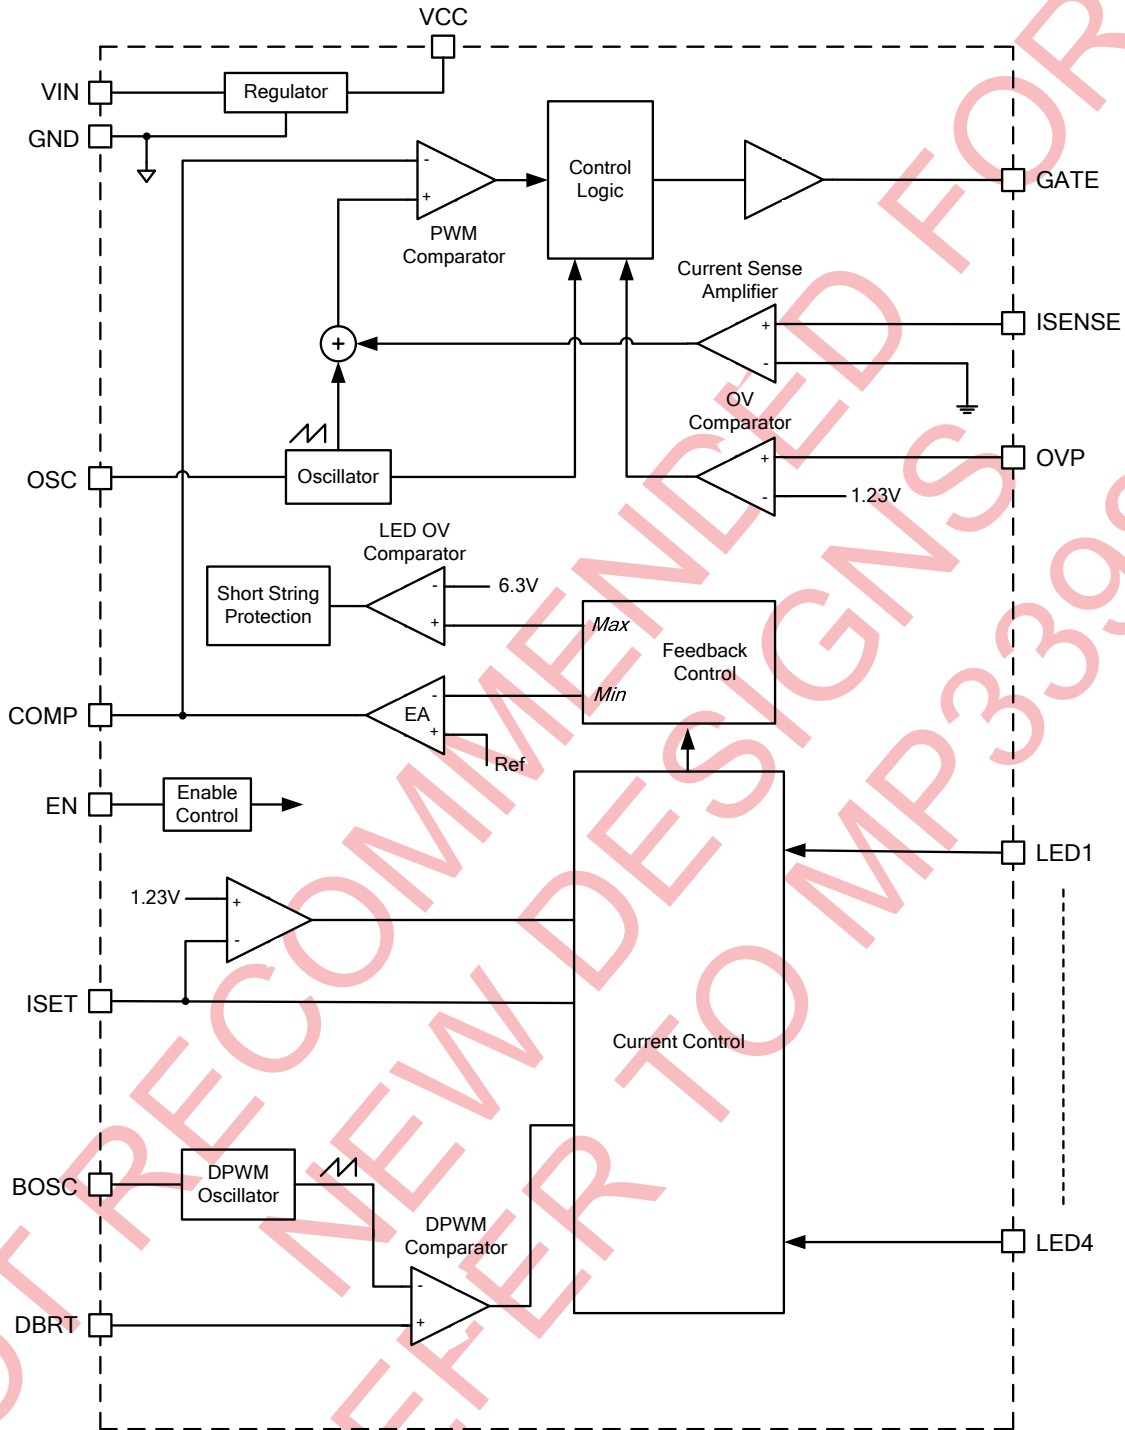 VCC
VIN
Regulator
GND
-
+
PWM
Comparator
Control
Logic
GATE
Current Sense
Amplifier
+
-
ISENSE
+
OV
Comparator
+
-
1.23V
OVP
OSC
Oscillator
LED OV
Comparator
Short String
Protection
-
+
6.3V
Max
Min
Feedback
Control
COMP
EA
-
+
Ref
EN
Enable
Control
LED1
1.23V
+
-
ISET
Current Control
BOSC
DPWM
Oscillator
DPWM
Comparator
-
+
DBRT
LED4
OT RECOMMENDED FOR
NEW DESIGNS
FER TO MP339